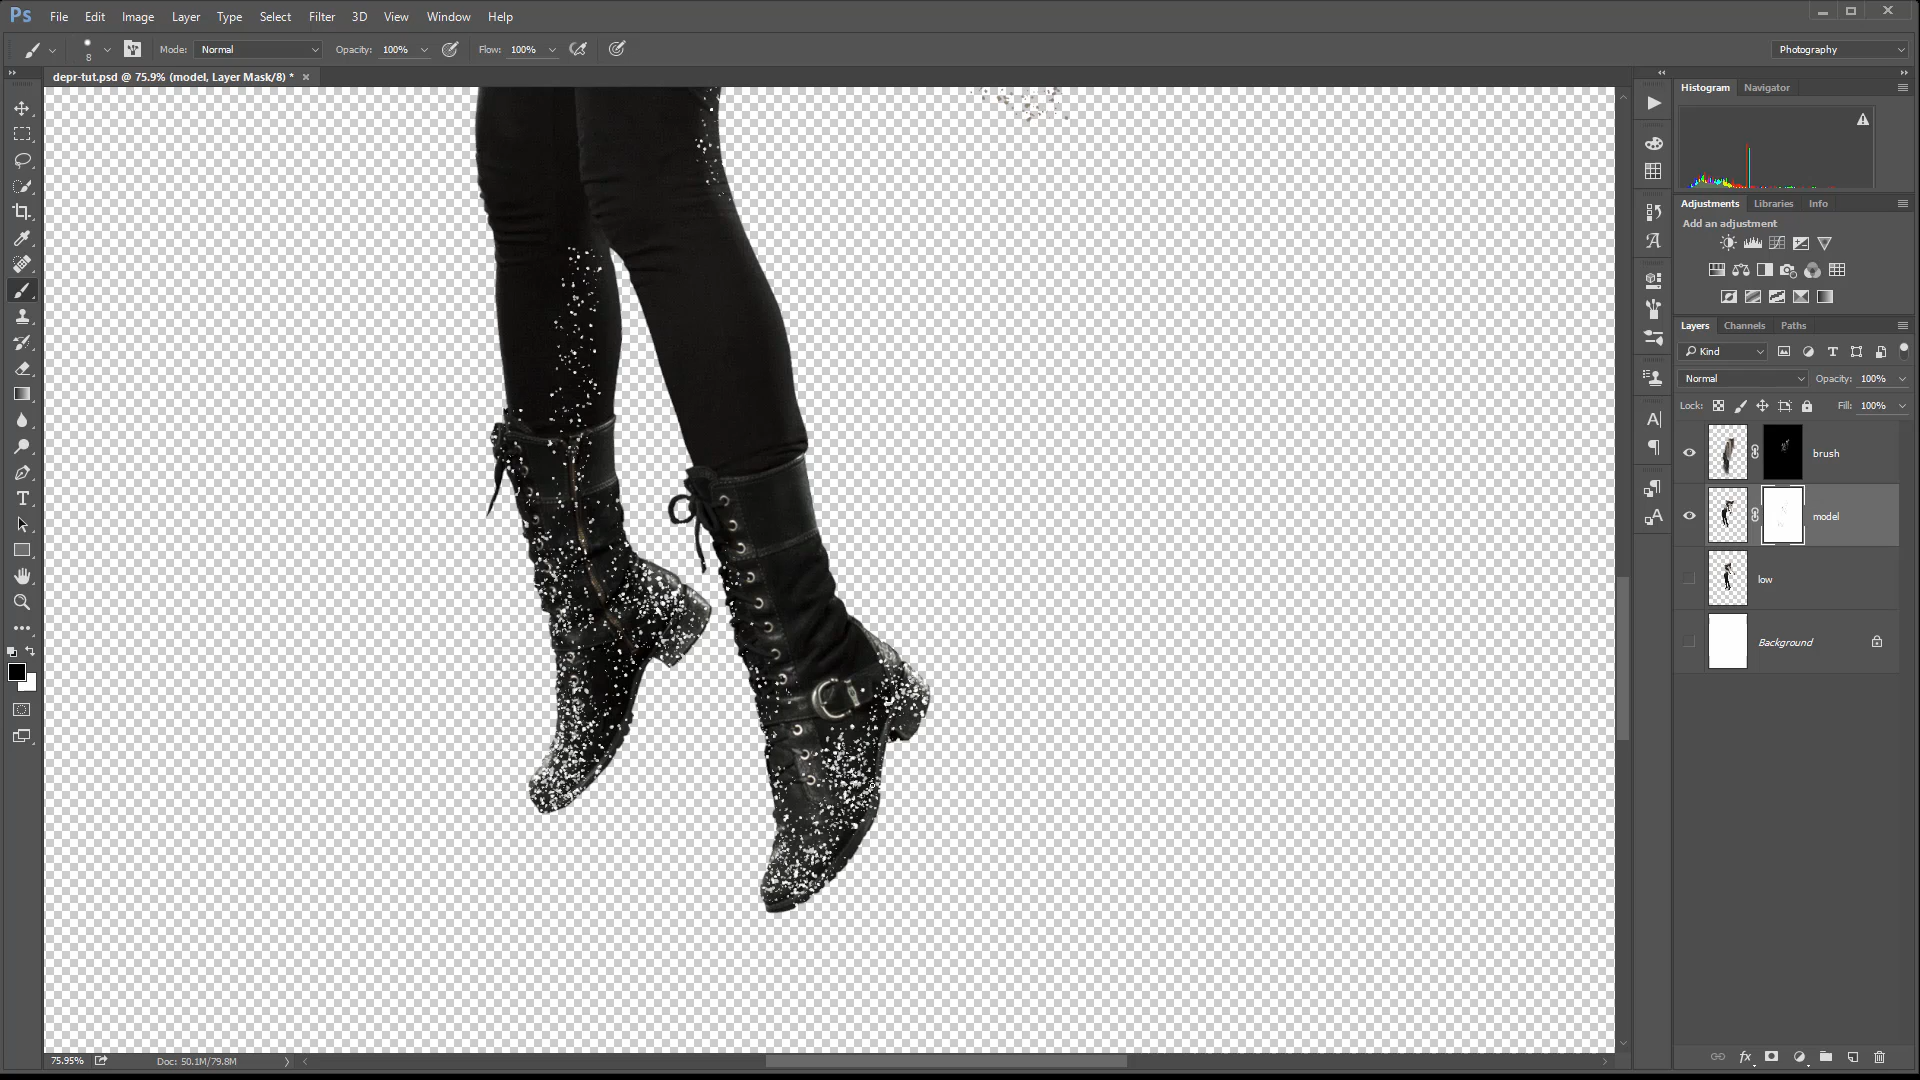 Ps File Edit Image Layer Type Select Filter 3D View Window Help
8 Mode: Normal Opacity: 100% Flow: 100% Photography
depr-tut.psd @ 75.9% (model, Layer Mask/8) * ×
Histogram Navigator
Adjustments Libraries Info
Add an adjustment
Layers Channels Paths
Kind
Normal Opacity: 100%
Lock: Fill: 100%
brush
model
low
Background
75.95% Doc: 50.1M/79.8M
fx